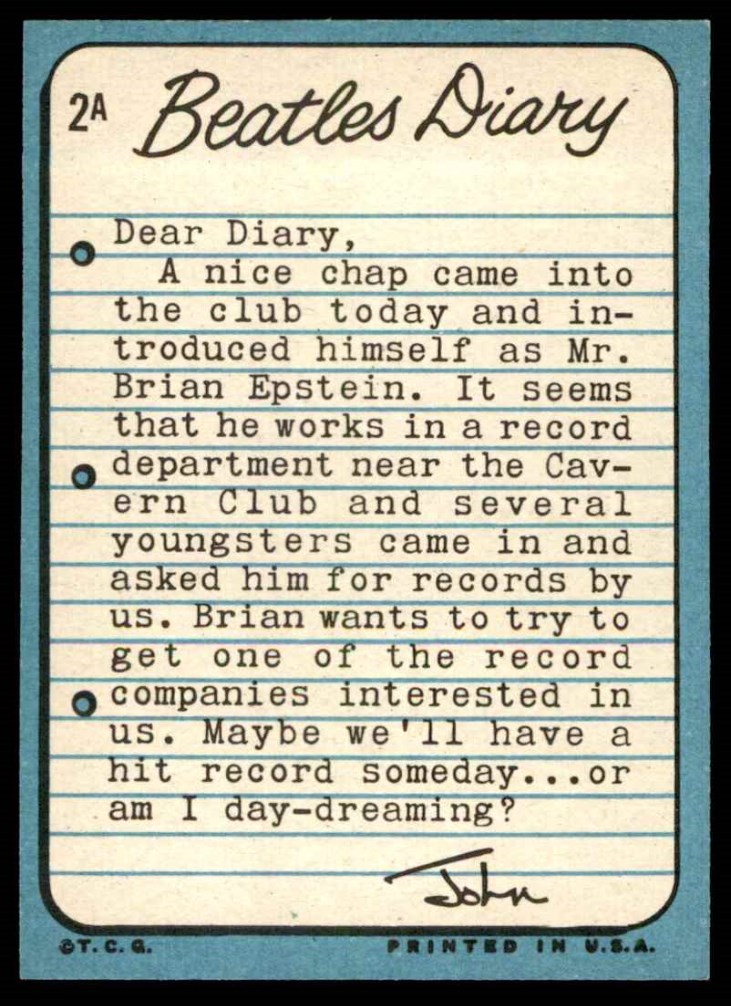 2A Beatles Diary
Dear Diary,
A nice chap came into
the club today and in-
troduced himself as Mr.
Brian Epstein. It seems
that he works in a record
department near the Cav-
ern Club and several
youngsters came in and
asked him for records by
us. Brian wants to try to
get one of the record
companies interested in
us. Maybe we'll have a
hit record someday...or
am I day-dreaming?
John
©T.C.G. PRINTED IN U.S.A.